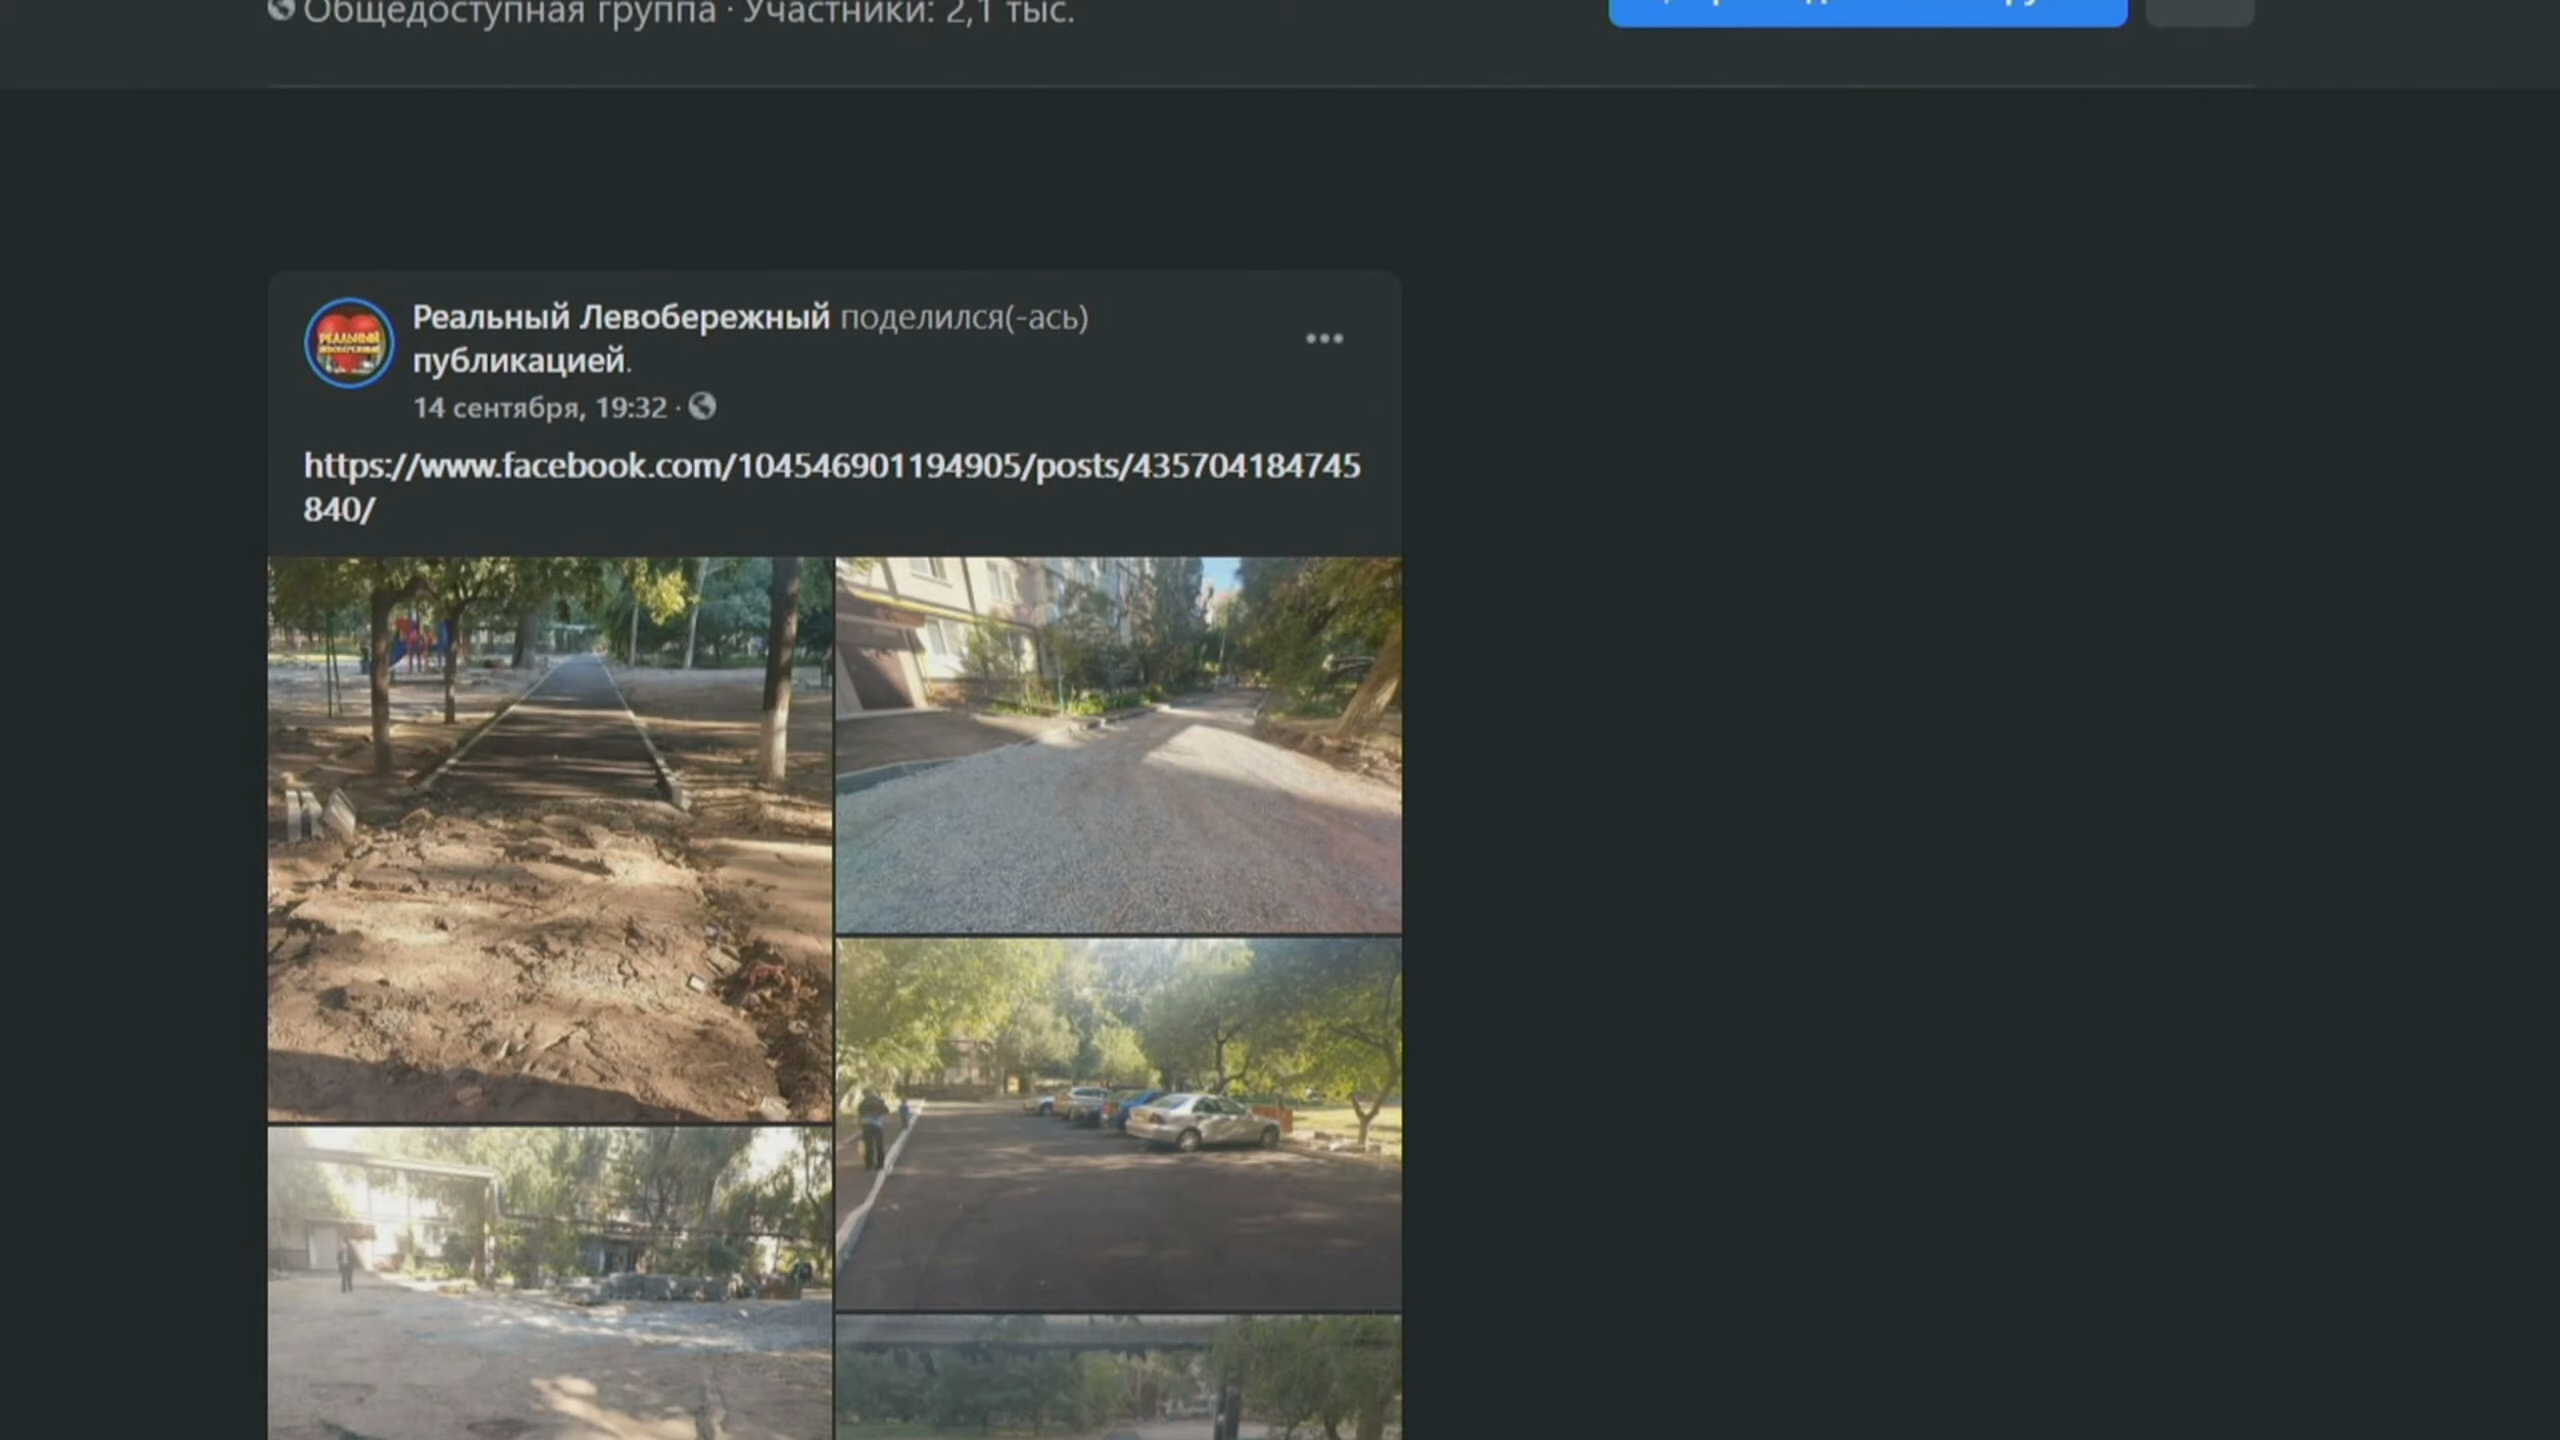 Общедоступная группа · Участники: 2,1 тыс.
Реальный Левобережный поделился(-ась)
публикацией.
14 сентября, 19:32 ·
https://www.facebook.com/104546901194905/posts/435704184745
840/
РЕАЛЬНЫЙ